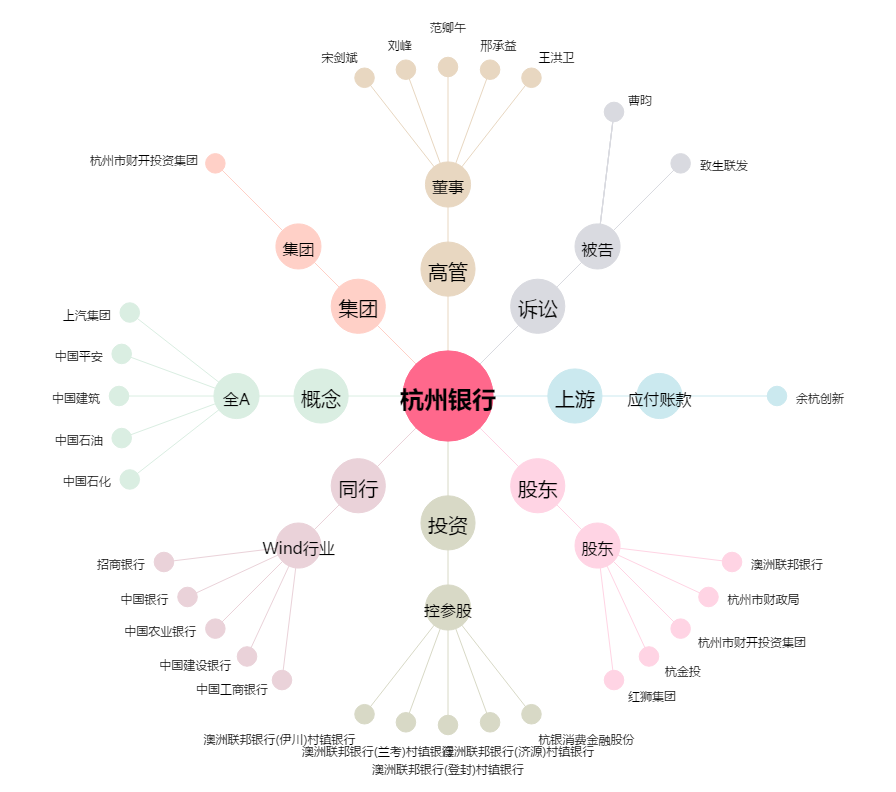 范卿午
刘峰
邢承益
宋剑斌
王洪卫
曹昀
杭州市财开投资集团
致生联发
董事
集团
被告
高管
集团
诉讼
上汽集团
中国平安
中国建筑
中国石油
中国石化
全A
概念
杭州银行
上游
应付账款
余杭创新
同行
股东
投资
Wind行业
股东
招商银行
中国银行
中国农业银行
中国建设银行
中国工商银行
控参股
澳洲联邦银行
杭州市财政局
杭州市财开投资集团
杭金投
红狮集团
澳洲联邦银行(伊川)村镇银行
澳洲联邦银行(兰考)村镇银行
澳洲联邦银行(登封)村镇银行
澳洲联邦银行(济源)村镇银行
杭银消费金融股份